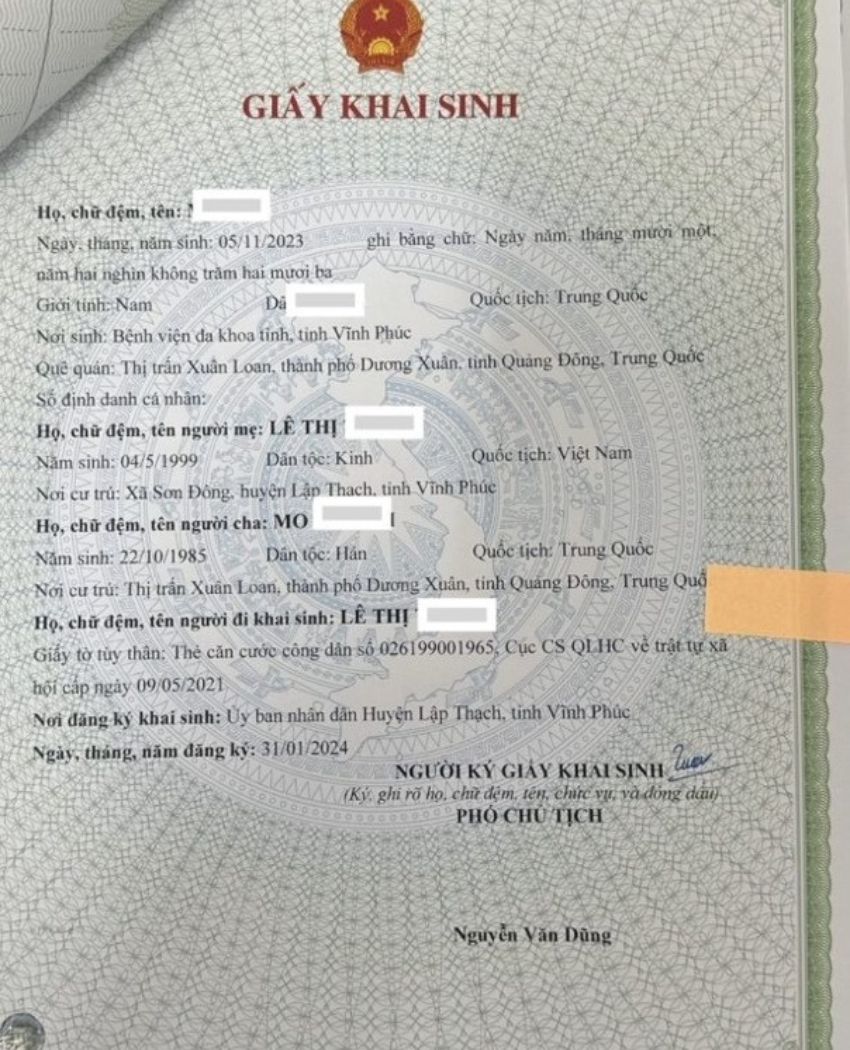 GIẤY KHAI SINH
Họ, chữ đệm, tên:
Ngày, tháng, năm sinh: 05/11/2023 ghi bằng chữ: Ngày năm, tháng mười một,
năm hai nghìn không trăm hai mươi ba
Giới tính: Nam Dâ Quốc tịch: Trung Quốc
Nơi sinh: Bệnh viện đa khoa tỉnh, tỉnh Vĩnh Phúc
Quê quán: Thị trấn Xuân Loan, thành phố Dương Xuân, tỉnh Quảng Đông, Trung Quốc
Số định danh cá nhân:
Họ, chữ đệm, tên người mẹ: LÊ THỊ
Năm sinh: 04/5/1999 Dân tộc: Kinh Quốc tịch: Việt Nam
Nơi cư trú: Xã Sơn Đông, huyện Lập Thạch, tỉnh Vĩnh Phúc
Họ, chữ đệm, tên người cha: MO
Năm sinh: 22/10/1985 Dân tộc: Hán Quốc tịch: Trung Quốc
Nơi cư trú: Thị trấn Xuân Loan, thành phố Dương Xuân, tỉnh Quảng Đông, Trung Quố
Họ, chữ đệm, tên người đi khai sinh: LÊ THỊ
Giấy tờ tùy thân: Thẻ căn cước công dân số 026199001965, Cục CS QLHC về trật tự xã
hội cấp ngày 09/05/2021
Nơi đăng ký khai sinh: Ủy ban nhân dân Huyện Lập Thạch, tỉnh Vĩnh Phúc
Ngày, tháng, năm đăng ký: 31/01/2024
NGƯỜI KÝ GIẤY KHAI SINH
(Ký, ghi rõ họ, chữ đệm, tên, chức vụ, và đóng dấu)
PHÓ CHỦ TỊCH
Nguyễn Văn Dũng